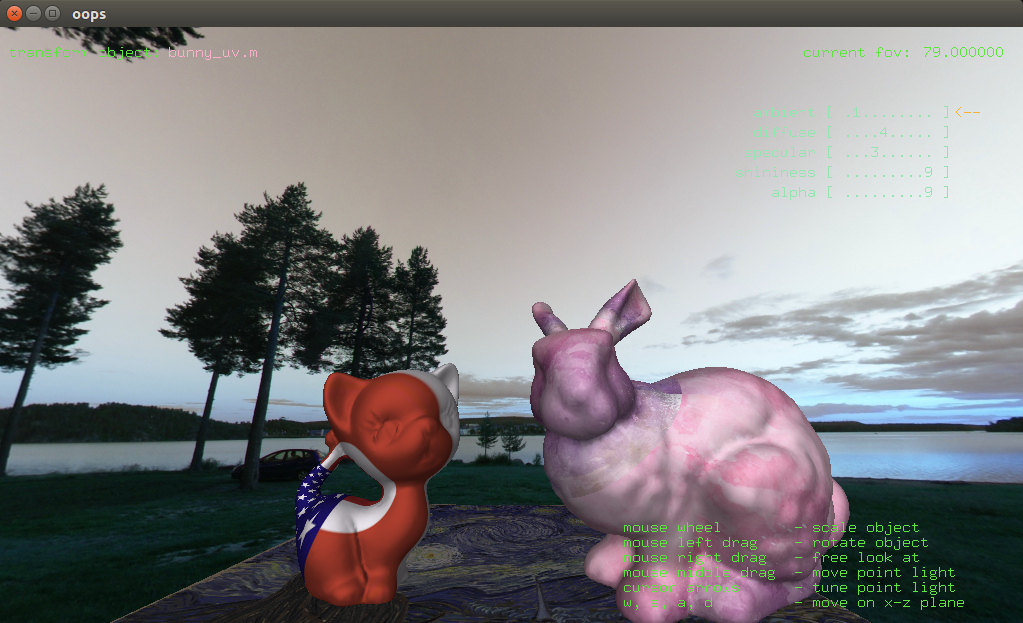 oops
transform object: bunny_uv.m
current fov: 79.000000
ambient [ .1........ ]<--
diffuse [ ....4..... ]
specular [ ...3...... ]
shininess [ .........9 ]
alpha [ .........9 ]
mouse wheel - scale object
mouse left drag - rotate object
mouse right drag - free look at
mouse middle drag - move point light
- tune point light
w, s, a, d - move on x-z plane